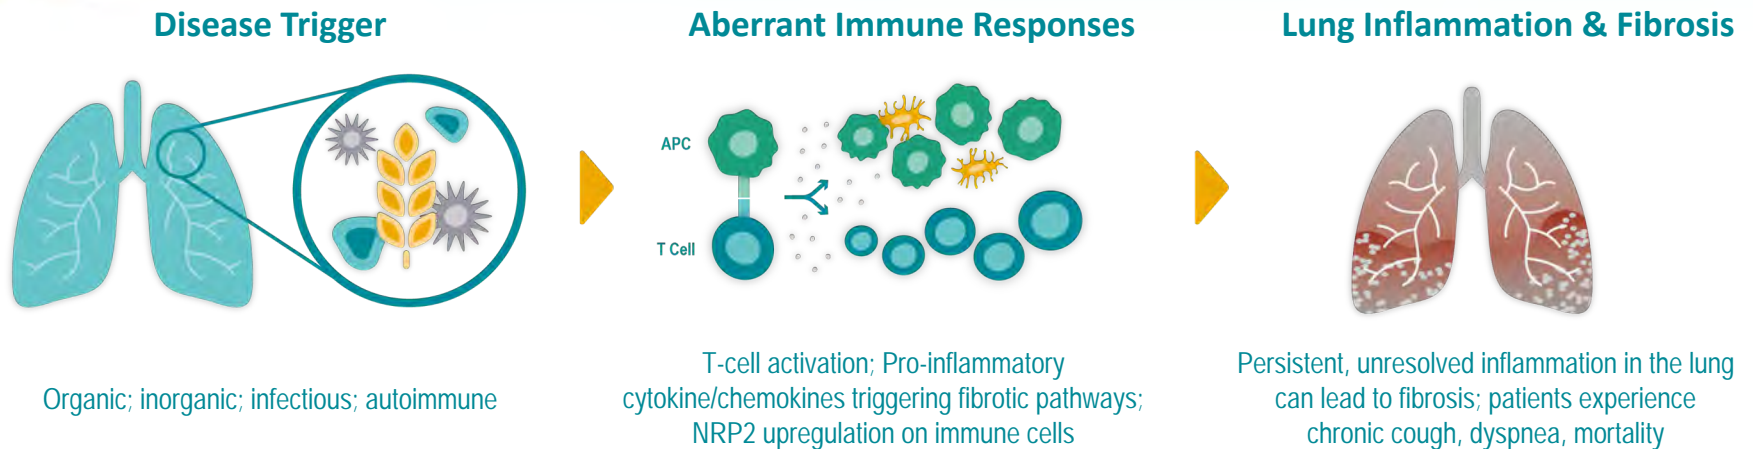 Disease Trigger
Aberrant Immune Responses
Lung Inflammation & Fibrosis
APC
T Cell
Organic; inorganic; infectious; autoimmune
T-cell activation; Pro-inflammatory
cytokine/chemokines triggering fibrotic pathways;
NRP2 upregulation on immune cells
Persistent, unresolved inflammation in the lung
can lead to fibrosis; patients experience
chronic cough, dyspnea, mortality